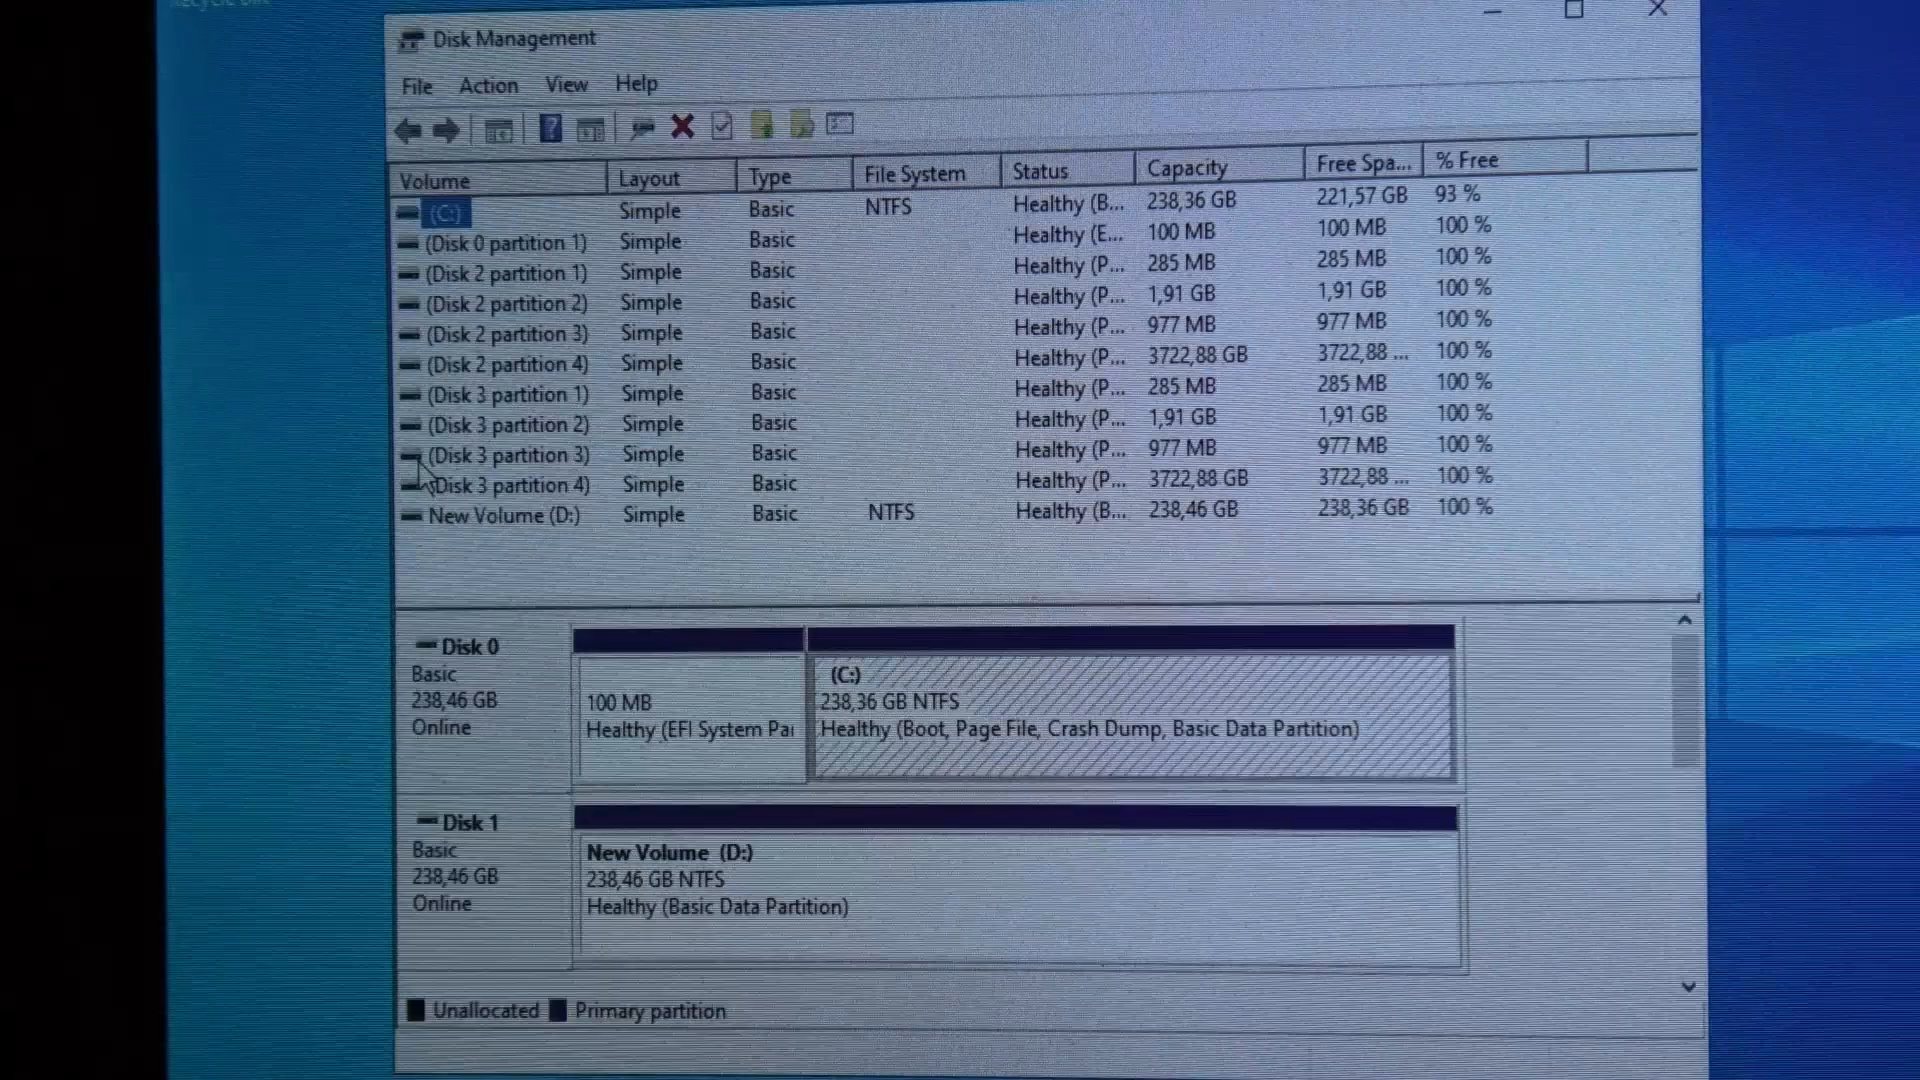 Disk Management
File Action View Help
Volume Layout Type File System Status Capacity Free Spa... % Free
(C:) Simple Basic NTFS Healthy (B... 238,36 GB 221,57 GB 93 %
(Disk 0 partition 1) Simple Basic Healthy (E... 100 MB 100 MB 100 %
(Disk 2 partition 1) Simple Basic Healthy (P... 285 MB 285 MB 100 %
(Disk 2 partition 2) Simple Basic Healthy (P... 1,91 GB 1,91 GB 100 %
(Disk 2 partition 3) Simple Basic Healthy (P... 977 MB 977 MB 100 %
(Disk 2 partition 4) Simple Basic Healthy (P... 3722,88 GB 3722,88 ... 100 %
(Disk 3 partition 1) Simple Basic Healthy (P... 285 MB 285 MB 100 %
(Disk 3 partition 2) Simple Basic Healthy (P... 1,91 GB 1,91 GB 100 %
(Disk 3 partition 3) Simple Basic Healthy (P... 977 MB 977 MB 100 %
(Disk 3 partition 4) Simple Basic Healthy (P... 3722,88 GB 3722,88 ... 100 %
New Volume (D:) Simple Basic NTFS Healthy (B... 238,46 GB 238,36 GB 100 %
Disk 0
Basic
238,46 GB
Online
100 MB
Healthy (EFI System Par
(C:)
238,36 GB NTFS
Healthy (Boot, Page File, Crash Dump, Basic Data Partition)
Disk 1
Basic
238,46 GB
Online
New Volume (D:)
238,46 GB NTFS
Healthy (Basic Data Partition)
Unallocated Primary partition